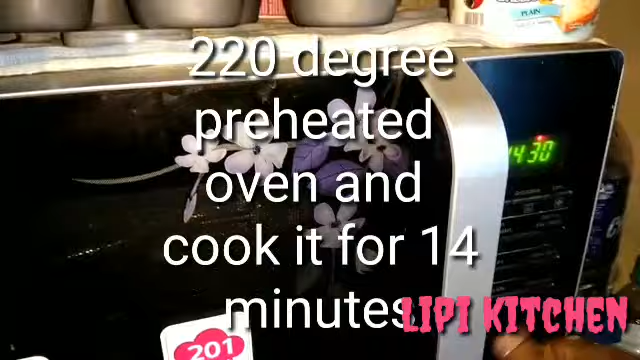 PLAIN
220 degree
preheated
oven and
cook it for 14
minutes
LIPI KITCHEN
14 30
201